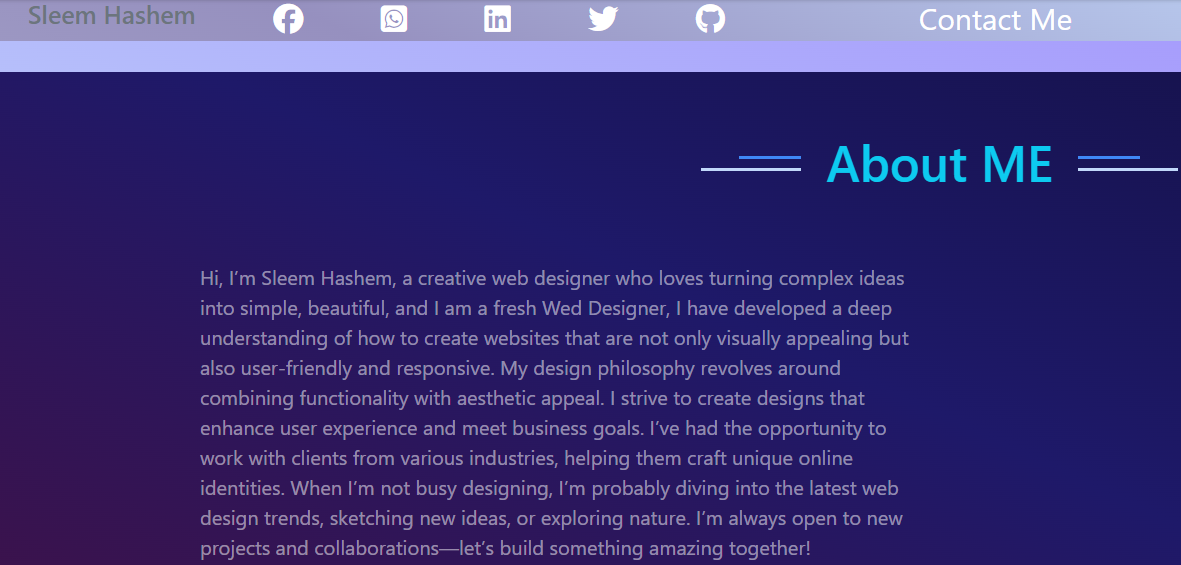 Sleem Hashem
Contact Me
About ME
Hi, I’m Sleem Hashem, a creative web designer who loves turning complex ideas
into simple, beautiful, and I am a fresh Wed Designer, I have developed a deep
understanding of how to create websites that are not only visually appealing but
also user-friendly and responsive. My design philosophy revolves around
combining functionality with aesthetic appeal. I strive to create designs that
enhance user experience and meet business goals. I’ve had the opportunity to
work with clients from various industries, helping them craft unique online
identities. When I’m not busy designing, I’m probably diving into the latest web
design trends, sketching new ideas, or exploring nature. I’m always open to new
projects and collaborations—let’s build something amazing together!